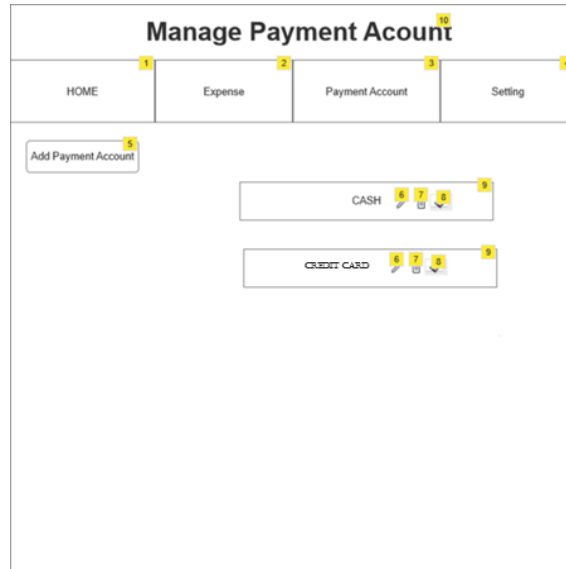 Manage Payment Acount
10
1 2 3 4
HOME Expense Payment Account Setting
5
Add Payment Account
9
CASH 6 7 8
9
CREDIT CARD 6 7 8